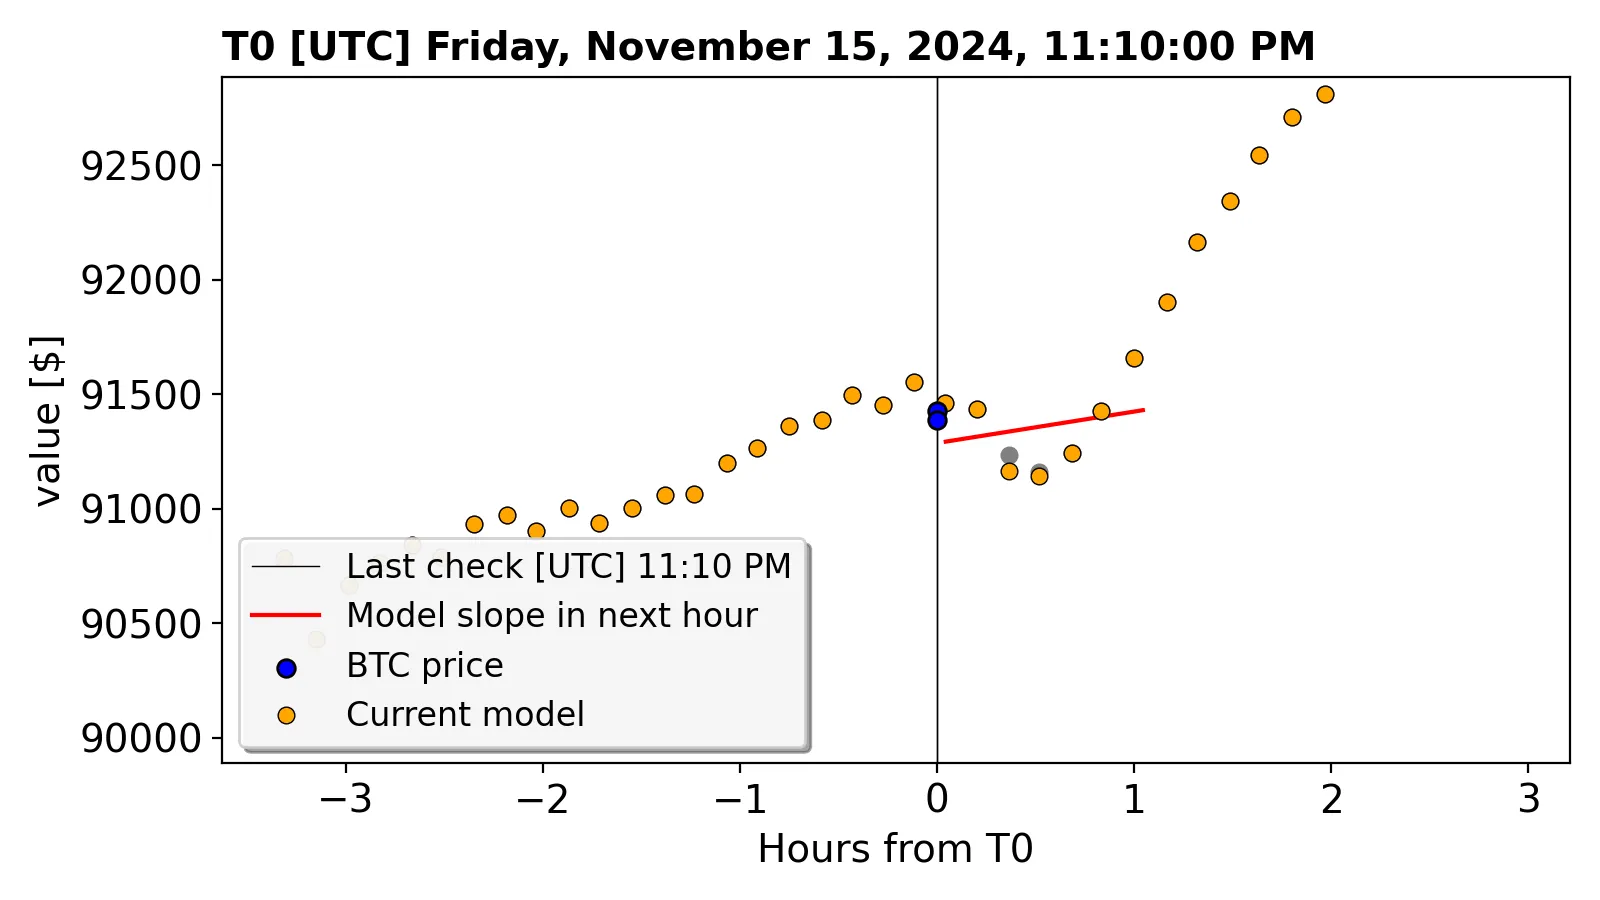 T0 [UTC] Friday, November 15, 2024, 11:10:00 PM
value [$]
92500
92000
91500
91000
90500
90000
Last check [UTC] 11:10 PM
Model slope in next hour
BTC price
Current model
−3 −2 −1 0 1 2 3
Hours from T0